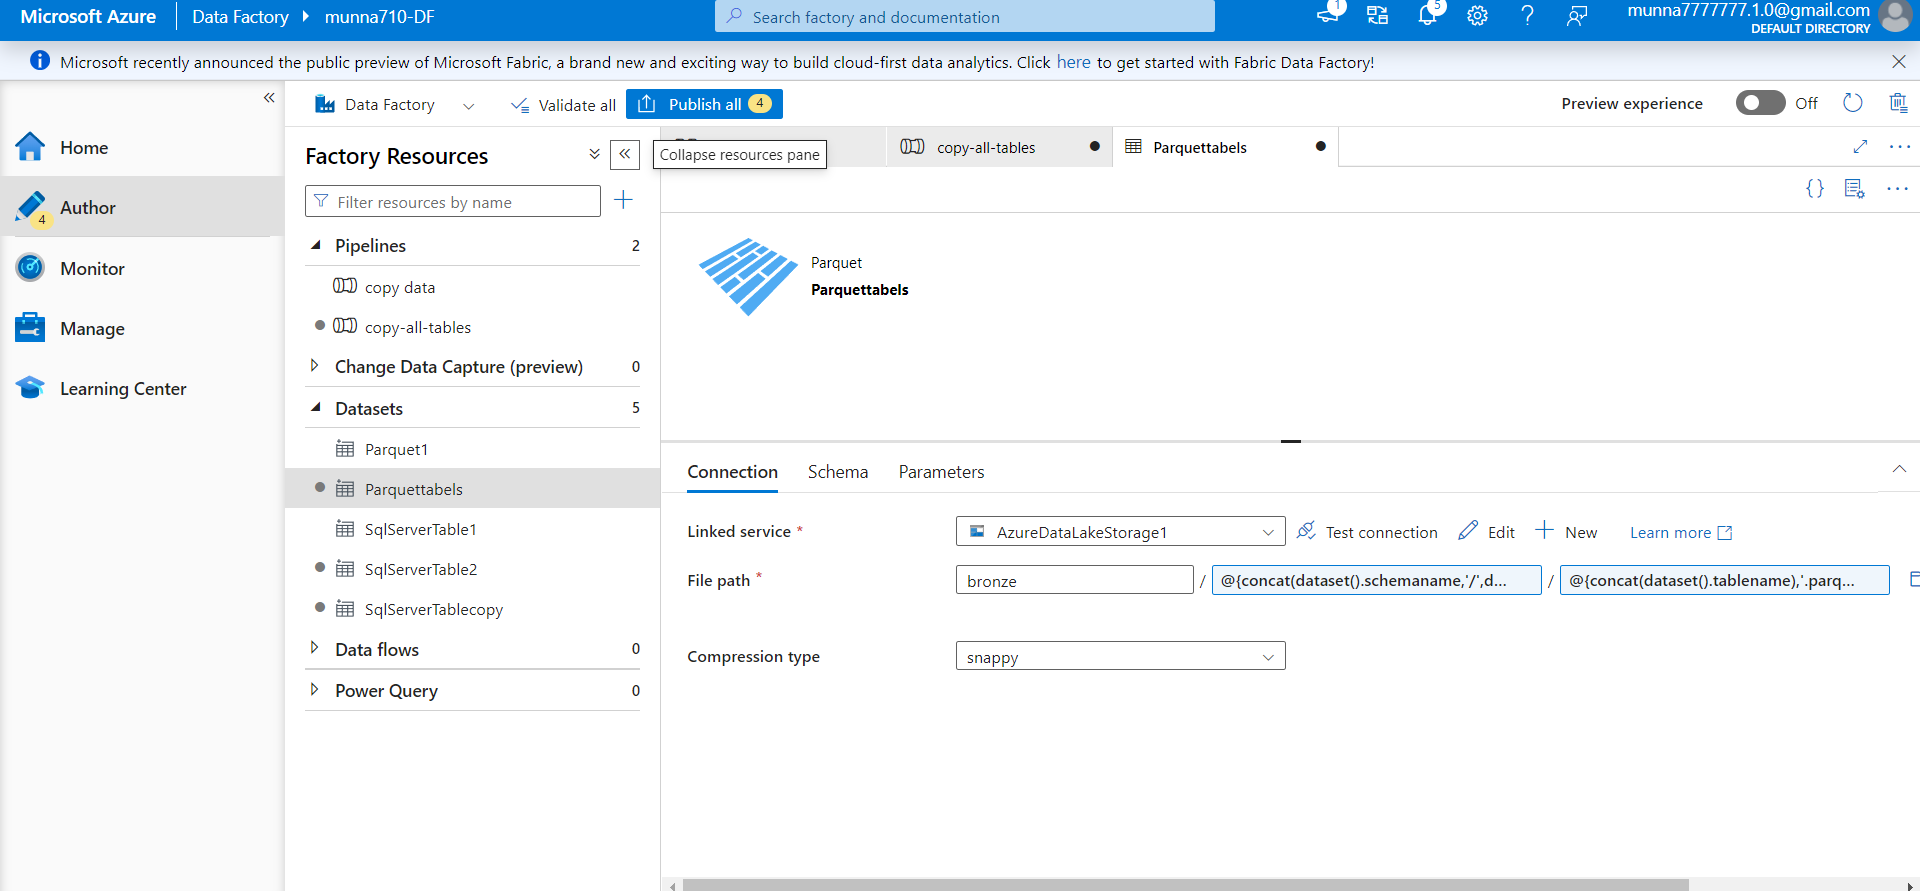 Microsoft Azure Data Factory munna710-DF Search factory and documentation 1 5 munna7777777.1.0@gmail.com
DEFAULT DIRECTORY
Microsoft recently announced the public preview of Microsoft Fabric, a brand new and exciting way to build cloud-first data analytics. Click here to get started with Fabric Data Factory!
Data Factory Validate all Publish all 4 Preview experience Off
Home
Author
4
Monitor
Manage
Learning Center
Factory Resources
Collapse resources pane
Filter resources by name
Pipelines 2
copy data
copy-all-tables
Change Data Capture (preview) 0
Datasets 5
Parquet1
Parquettabels
SqlServerTable1
SqlServerTable2
SqlServerTablecopy
Data flows 0
Power Query 0
copy-all-tables Parquettabels
Parquet
Parquettabels
Connection Schema Parameters
Linked service * AzureDataLakeStorage1 Test connection Edit New Learn more
File path * bronze / @{concat(dataset().schemaname,'/',d... / @{concat(dataset().tablename),'.parq...
Compression type snappy